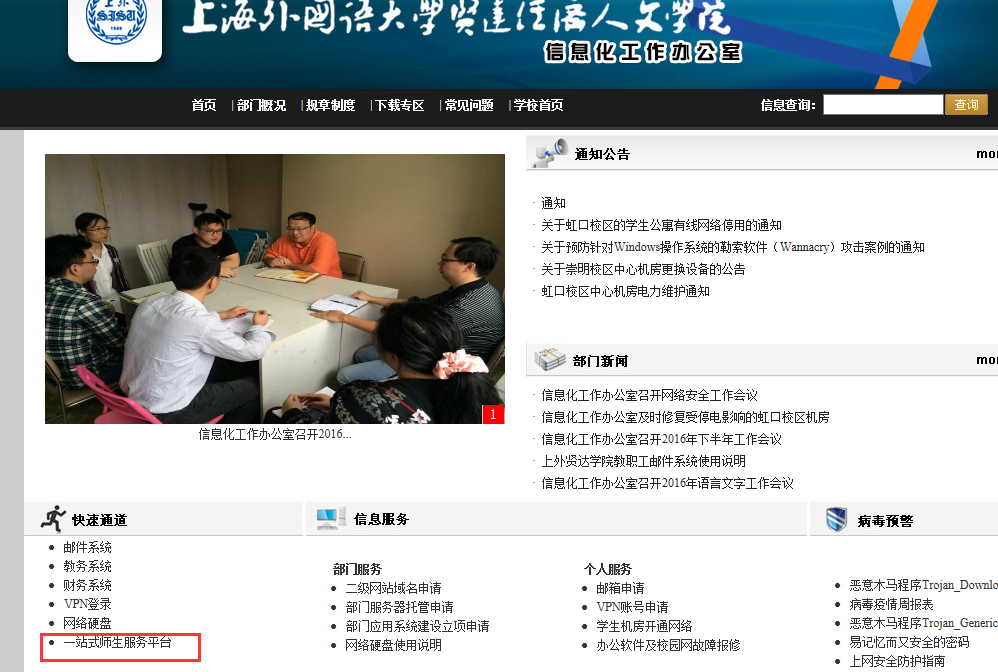 上外
SISU
1949
上海外国语大学贤达经济人文学院
信息化工作办公室
首页 | 部门概况 | 规章制度 | 下载专区 | 常见问题 | 学校首页
信息查询: 查询
1
信息化工作办公室召开2016...
通知公告
· 通知
· 关于虹口校区的学生公寓有线网络停用的通知
· 关于预防针对Windows操作系统的勒索软件（Wannacry）攻击案例的通知
· 关于崇明校区中心机房更换设备的公告
· 虹口校区中心机房电力维护通知
部门新闻
· 信息化工作办公室召开网络安全工作会议
· 信息化工作办公室及时修复受停电影响的虹口校区机房
· 信息化工作办公室召开2016年下半年工作会议
· 上外贤达学院教职工邮件系统使用说明
· 信息化工作办公室召开2016年语言文字工作会议
快速通道
• 邮件系统
• 教务系统
• 财务系统
• VPN登录
• 网络硬盘
• 一站式师生服务平台
信息服务
部门服务
• 二级网站域名申请
• 部门服务器托管申请
• 部门应用系统建设立项申请
• 网络硬盘使用说明
个人服务
• 邮箱申请
• VPN账号申请
• 学生机房开通网络
• 办公软件及校园网故障报修
病毒预警
• 恶意木马程序Trojan_Downlo
• 病毒疫情周报表
• 恶意木马程序Trojan_Generic
• 易记忆而又安全的密码
• 上网安全防护指南